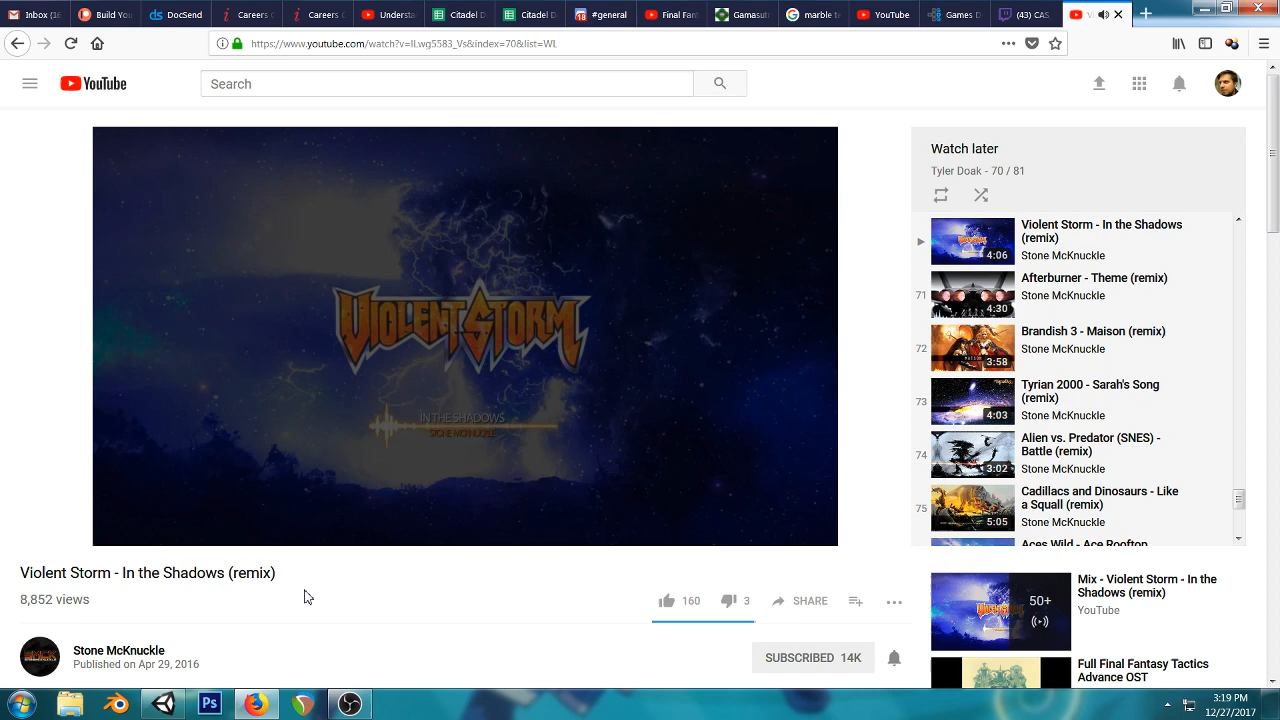 Inbox (16
Build You
DocSend
Careers
Careers
Citadel D
Citadel
#general
Final Fan
Gamasu
marble ta
YouTube
Games D
(43) CAS
https://www.youtube.com/watch?v=ILwg5583_Vs&index=70&list=WL
YouTube
Search
VIOLENT STORM
IN THE SHADOWS
STONE MCKNUCKLE
Watch later
Tyler Doak - 70 / 81
Violent Storm - In the Shadows
(remix)
4:06
Stone McKnuckle
71
Afterburner - Theme (remix)
Stone McKnuckle
4:30
72
Brandish 3 - Maison (remix)
Stone McKnuckle
3:58
73
Tyrian 2000 - Sarah's Song
(remix)
4:03
Stone McKnuckle
74
Alien vs. Predator (SNES) -
Battle (remix)
3:02
Stone McKnuckle
75
Cadillacs and Dinosaurs - Like
a Squall (remix)
5:05
Stone McKnuckle
Aces Wild - Ace Rooftop
Violent Storm - In the Shadows (remix)
8,852 views
160
3
SHARE
Stone McKnuckle
Published on Apr 29, 2016
SUBSCRIBED 14K
50+
Mix - Violent Storm - In the
Shadows (remix)
YouTube
Full Final Fantasy Tactics
Advance OST
Ps
3:19 PM
12/27/2017